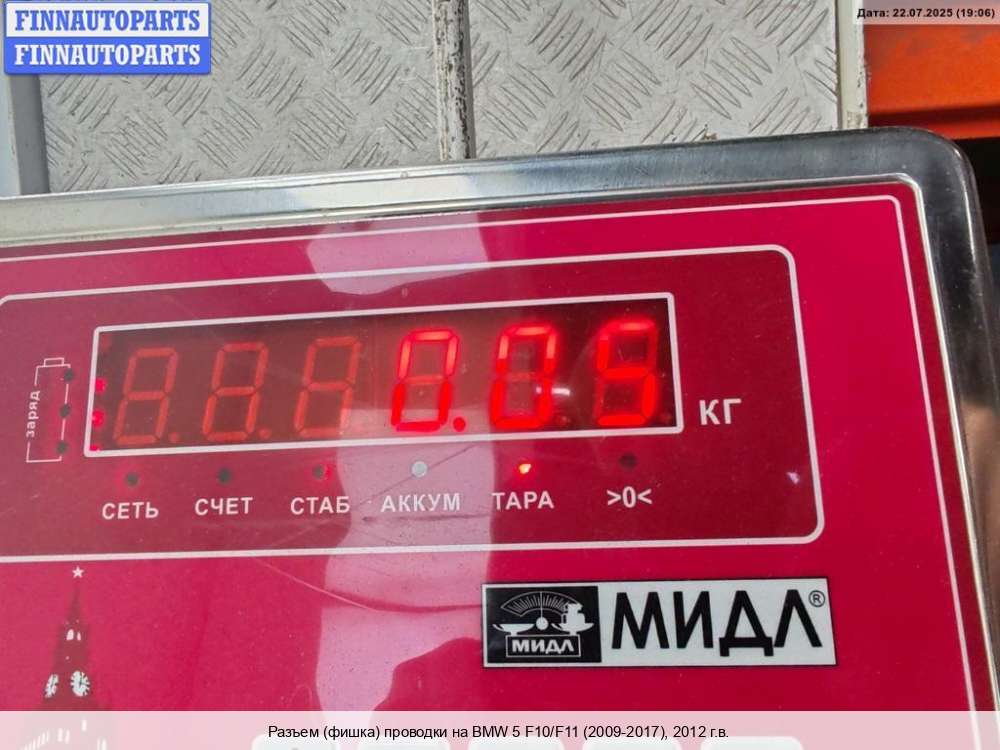 FINNAUTOPARTS
FINNAUTOPARTS
Дата: 22.07.2025 (19:06)
заряд
0.05
КГ
СЕТЬ СЧЕТ СТАБ АККУМ ТАРА >0<
МИДЛ
МИДЛ®
Разъем (фишка) проводки на BMW 5 F10/F11 (2009-2017), 2012 г.в.